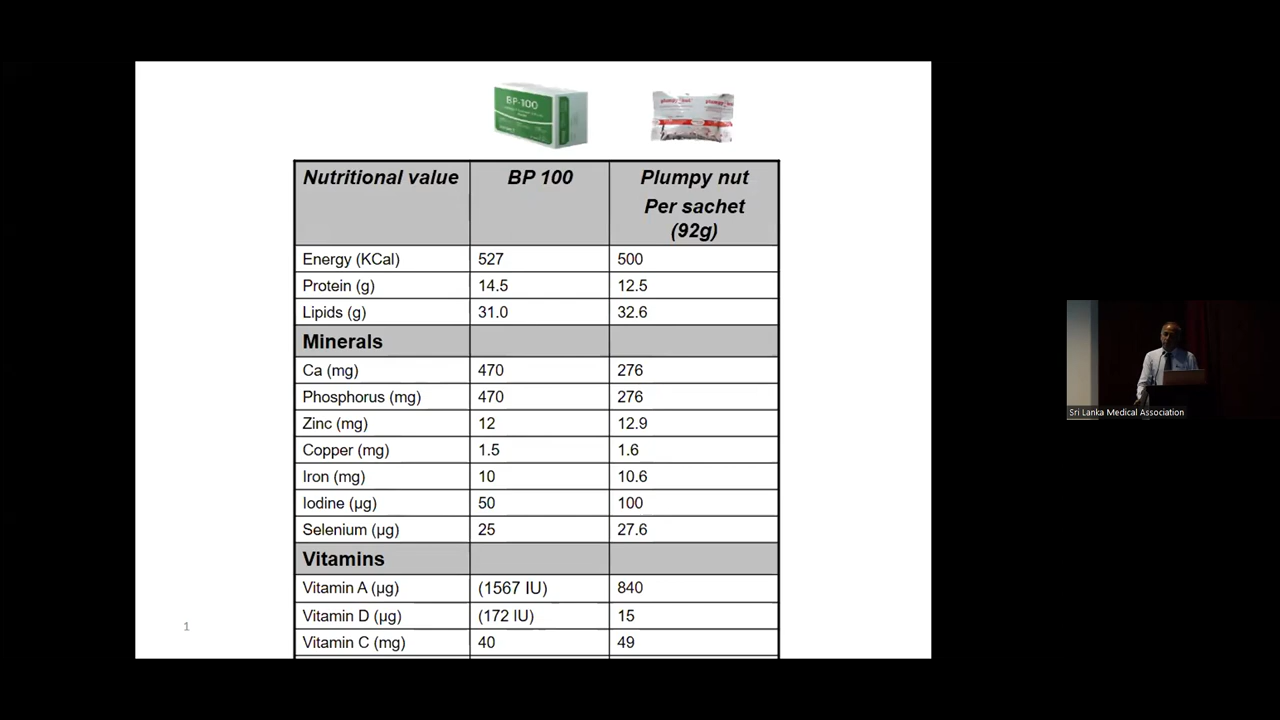 BP-100
plumpy
Nutritional value BP 100 Plumpy nut
Per sachet
(92g)
Energy (KCal) 527 500
Protein (g) 14.5 12.5
Lipids (g) 31.0 32.6
Minerals
Ca (mg) 470 276
Phosphorus (mg) 470 276
Zinc (mg) 12 12.9
Copper (mg) 1.5 1.6
Iron (mg) 10 10.6
Iodine (µg) 50 100
Selenium (µg) 25 27.6
Vitamins
Vitamin A (µg) (1567 IU) 840
Vitamin D (µg) (172 IU) 15
Vitamin C (mg) 40 49
1
Sri Lanka Medical Association